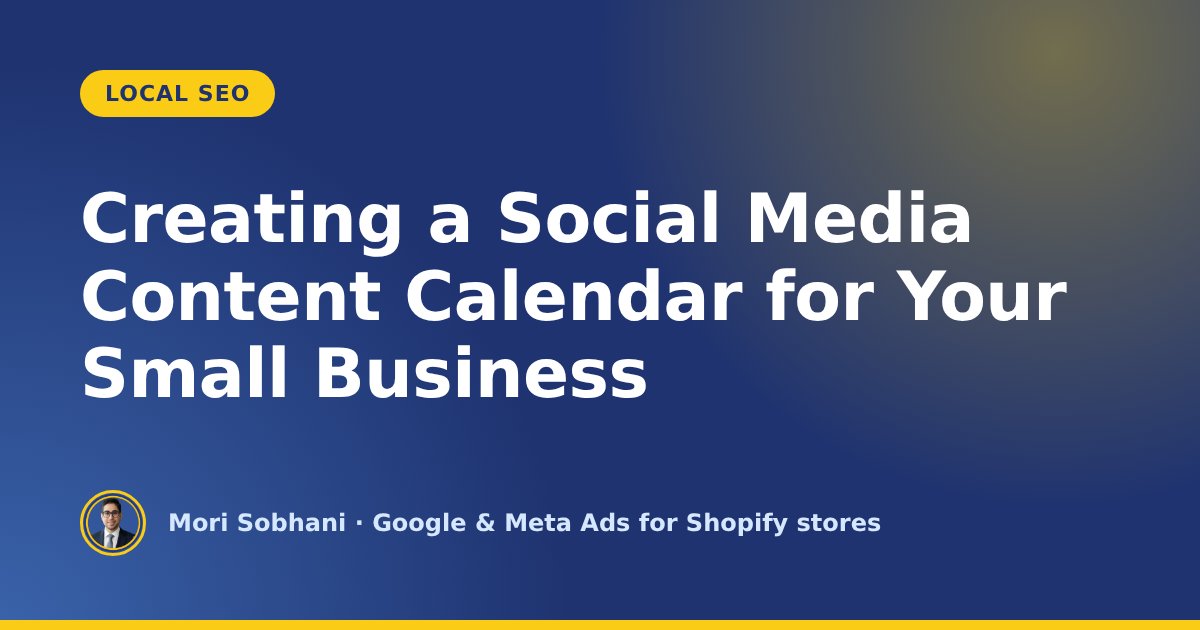 LOCAL SEO
Creating a Social Media
Content Calendar for Your
Small Business
Mori Sobhani · Google & Meta Ads for Shopify stores